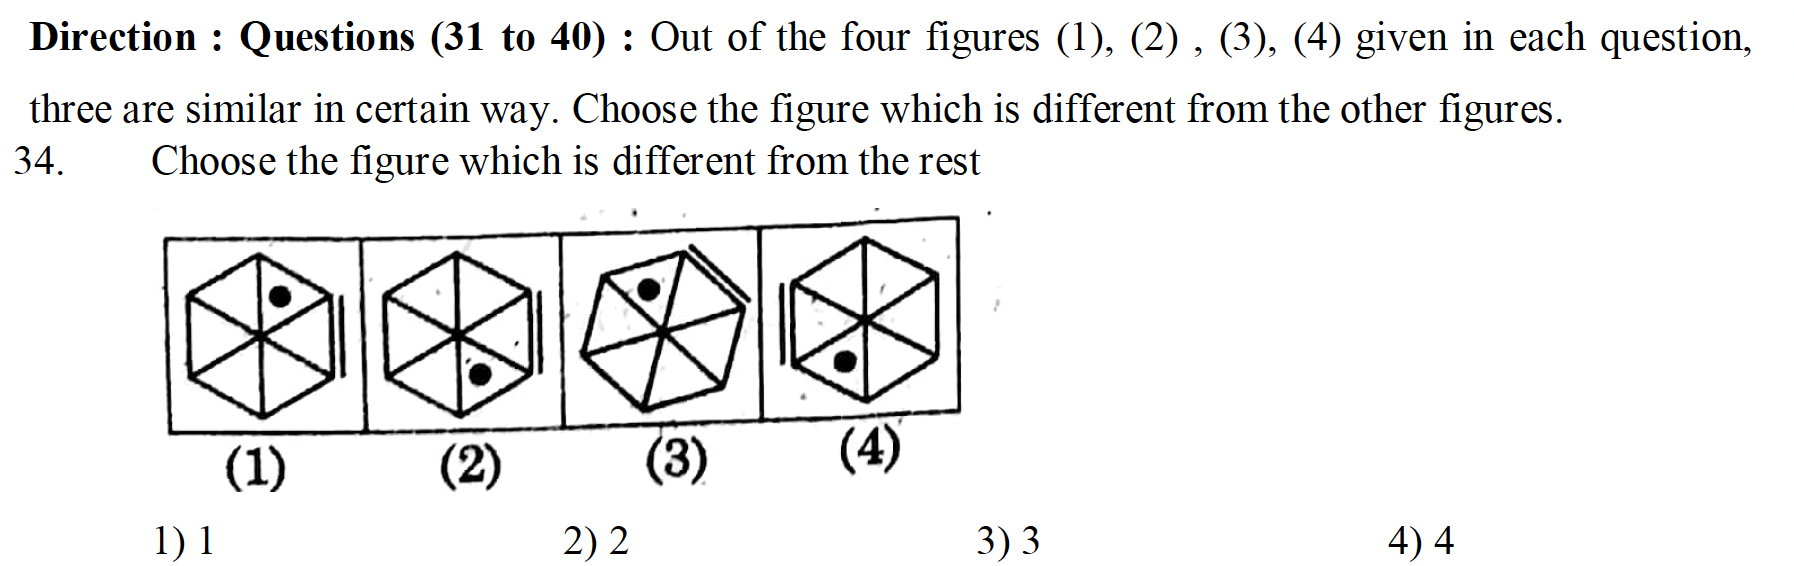 Direction : Questions (31 to 40) : Out of the four figures (1), (2) , (3), (4) given in each question,
three are similar in certain way. Choose the figure which is different from the other figures.
34. Choose the figure which is different from the rest
(1) (2) (3) (4)
1) 1 2) 2 3) 3 4) 4